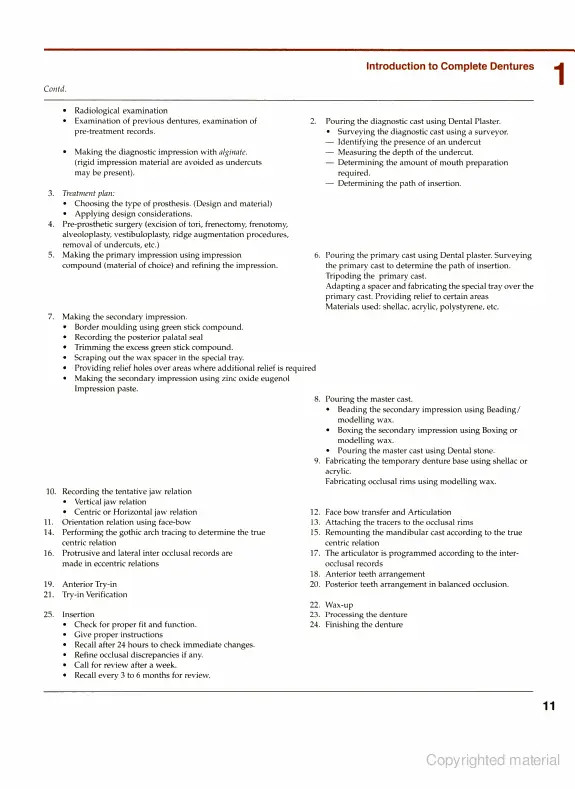 Introduction to Complete Dentures
1
Contd.
• Radiological examination
• Examination of previous dentures, examination of
pre-treatment records.
2. Pouring the diagnostic cast using Dental Plaster.
• Surveying the diagnostic cast using a surveyor.
— Identifying the presence of an undercut
• Making the diagnostic impression with alginate.
— Measuring the depth of the undercut.
(rigid impression material are avoided as undercuts
— Determining the amount of mouth preparation
may be present).
required.
— Determining the path of insertion.
3. Treatment plan:
• Choosing the type of prosthesis. (Design and material)
• Applying design considerations.
4. Pre-prosthetic surgery (excision of tori, frenectomy, frenotomy,
alveoloplasty, vestibuloplasty, ridge augmentation procedures,
removal of undercuts, etc.)
5. Making the primary impression using impression
compound (material of choice) and refining the impression.
6. Pouring the primary cast using Dental plaster. Surveying
the primary cast to determine the path of insertion.
Tripoding the primary cast.
Adapting a spacer and fabricating the special tray over the
primary cast. Providing relief to certain areas
Materials used: shellac, acrylic, polystyrene, etc.
7. Making the secondary impression.
• Border moulding using green stick compound.
• Recording the posterior palatal seal
• Trimming the excess green stick compound.
• Scraping out the wax spacer in the special tray.
• Providing relief holes over areas where additional relief is required
• Making the secondary impression using zinc oxide eugenol
Impression paste.
8. Pouring the master cast.
• Beading the secondary impression using Beading/
modelling wax.
• Boxing the secondary impression using Boxing or
modelling wax.
• Pouring the master cast using Dental stone.
9. Fabricating the temporary denture base using shellac or
acrylic.
Fabricating occlusal rims using modelling wax.
10. Recording the tentative jaw relation
• Vertical jaw relation
• Centric or Horizontal jaw relation
12. Face bow transfer and Articulation
11. Orientation relation using face-bow
13. Attaching the tracers to the occlusal rims
14. Performing the gothic arch tracing to determine the true
centric relation
15. Remounting the mandibular cast according to the true
centric relation
16. Protrusive and lateral inter occlusal records are
made in eccentric relations
17. The articulator is programmed according to the inter-
occlusal records
18. Anterior teeth arrangement
19. Anterior Try-in
20. Posterior teeth arrangement in balanced occlusion.
21. Try-in Verification
22. Wax-up
25. Insertion
23. Processing the denture
• Check for proper fit and function.
24. Finishing the denture
• Give proper instructions
• Recall after 24 hours to check immediate changes.
• Refine occlusal discrepancies if any.
• Call for review after a week.
• Recall every 3 to 6 months for review.
11
Copyrighted material